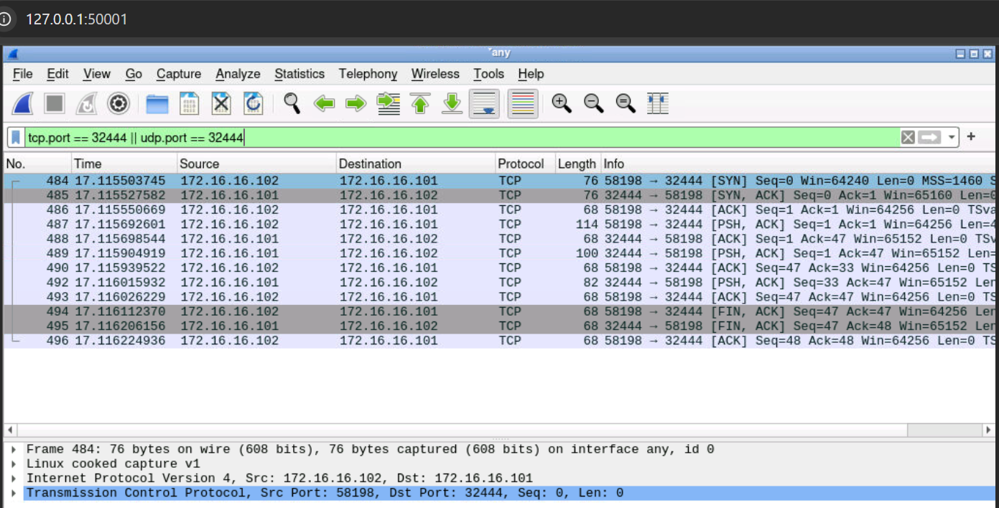 127.0.0.1:50001
*any
File Edit View Go Capture Analyze Statistics Telephony Wireless Tools Help
tcp.port == 32444 || udp.port == 32444
No. Time Source Destination Protocol Length Info
484 17.115503745 172.16.16.102 172.16.16.101 TCP 76 58198 → 32444 [SYN] Seq=0 Win=64240 Len=0 MSS=1460 S
485 17.115527582 172.16.16.101 172.16.16.102 TCP 76 32444 → 58198 [SYN, ACK] Seq=0 Ack=1 Win=65160 Len=0
486 17.115550669 172.16.16.102 172.16.16.101 TCP 68 58198 → 32444 [ACK] Seq=1 Ack=1 Win=64256 Len=0 TSva
487 17.115692601 172.16.16.102 172.16.16.101 TCP 114 58198 → 32444 [PSH, ACK] Seq=1 Ack=1 Win=64256 Len=4
488 17.115698544 172.16.16.101 172.16.16.102 TCP 68 32444 → 58198 [ACK] Seq=1 Ack=47 Win=65152 Len=0 TSv
489 17.115904919 172.16.16.101 172.16.16.102 TCP 100 32444 → 58198 [PSH, ACK] Seq=1 Ack=47 Win=65152 Len=
490 17.115939522 172.16.16.102 172.16.16.101 TCP 68 58198 → 32444 [ACK] Seq=47 Ack=33 Win=64256 Len=0 TS
492 17.116015932 172.16.16.101 172.16.16.102 TCP 82 32444 → 58198 [PSH, ACK] Seq=33 Ack=47 Win=65152 Len
493 17.116026229 172.16.16.102 172.16.16.101 TCP 68 58198 → 32444 [ACK] Seq=47 Ack=47 Win=64256 Len=0 TS
494 17.116112370 172.16.16.102 172.16.16.101 TCP 68 58198 → 32444 [FIN, ACK] Seq=47 Ack=47 Win=64256 Len
495 17.116206156 172.16.16.101 172.16.16.102 TCP 68 32444 → 58198 [FIN, ACK] Seq=47 Ack=48 Win=65152 Len
496 17.116224936 172.16.16.102 172.16.16.101 TCP 68 58198 → 32444 [ACK] Seq=48 Ack=48 Win=64256 Len=0 TS
Frame 484: 76 bytes on wire (608 bits), 76 bytes captured (608 bits) on interface any, id 0
Linux cooked capture v1
Internet Protocol Version 4, Src: 172.16.16.102, Dst: 172.16.16.101
Transmission Control Protocol, Src Port: 58198, Dst Port: 32444, Seq: 0, Len: 0